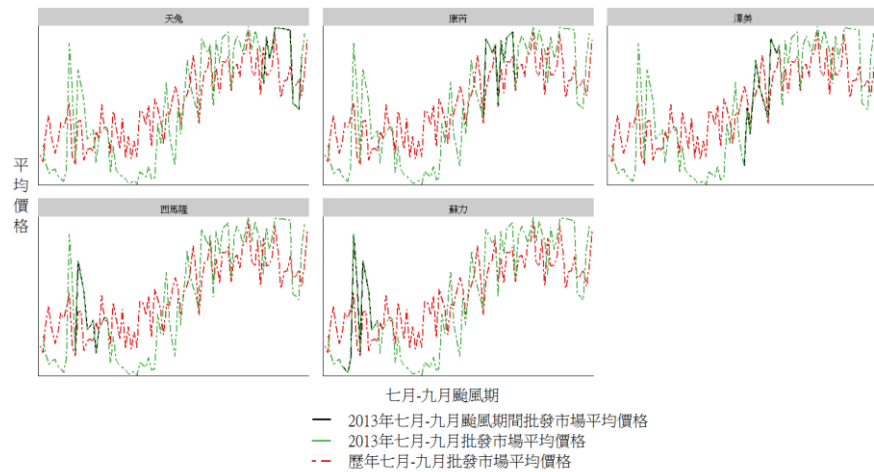 天兔
康芮
潭美
西馬隆
蘇力
平均價格
七月-九月颱風期
2013年七月-九月颱風期間批發市場平均價格
2013年七月-九月批發市場平均價格
歷年七月-九月批發市場平均價格